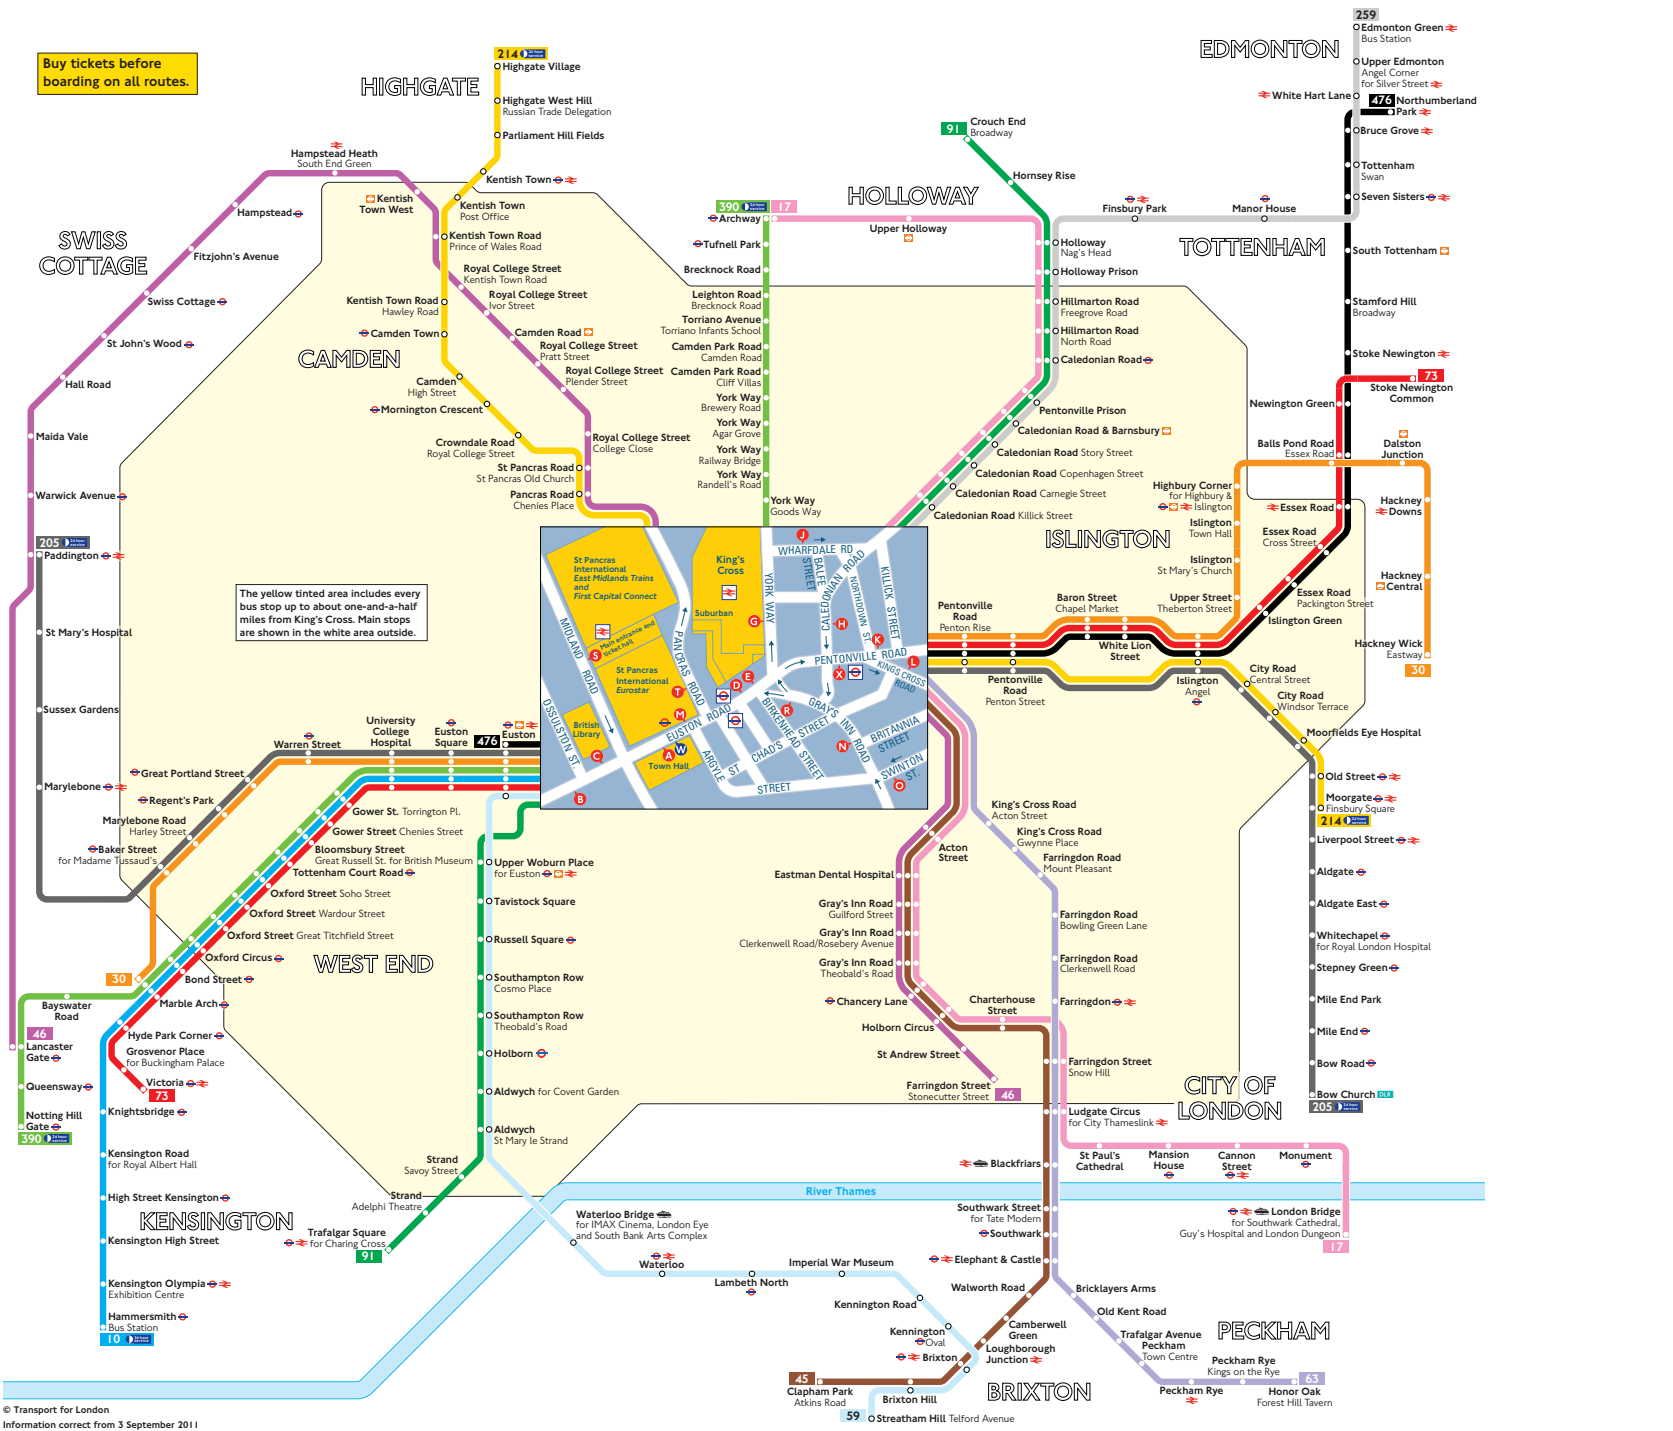 259
Edmonton Green
Bus Station
EDMONTON
Upper Edmonton
Angel Corner
for Silver Street
White Hart Lane
476
Northumberland
Park
Bruce Grove
Tottenham
Swan
Seven Sisters
Buy tickets before
boarding on all routes.
HIGHGATE
214
24 hour
service
Highgate Village
Highgate West Hill
Russian Trade Delegation
Parliament Hill Fields
Kentish Town
Kentish Town
Post Office
Kentish Town Road
Prince of Wales Road
Hampstead Heath
South End Green
Kentish
Town West
Hampstead
SWISS
COTTAGE
Fitzjohn's Avenue
Swiss Cottage
St John's Wood
Hall Road
Maida Vale
Warwick Avenue
91
Crouch End
Broadway
Hornsey Rise
HOLLOWAY
390
24 hour
service
17
Archway
Upper Holloway
Finsbury Park
Manor House
TOTTENHAM
Tufnell Park
Brecknock Road
Leighton Road
Brecknock Road
Torriano Avenue
Torriano Infants School
Camden Park Road
Camden Road
Camden Park Road
Cliff Villas
York Way
Brewery Road
York Way
Agar Grove
York Way
Railway Bridge
York Way
Randell's Road
York Way
Goods Way
Holloway
Nag's Head
Holloway Prison
Hillmarton Road
Freegrove Road
Hillmarton Road
North Road
Caledonian Road
Pentonville Prison
Caledonian Road & Barnsbury
Caledonian Road Story Street
Caledonian Road Copenhagen Street
Caledonian Road Carnegie Street
Caledonian Road Killick Street
South Tottenham
Stamford Hill
Broadway
Stoke Newington
73
Stoke Newington
Common
Newington Green
Balls Pond Road
Essex Road
Dalston
Junction
Highbury Corner
for Highbury &
Islington
Islington
Town Hall
ISLINGTON
Islington
St Mary's Church
Upper Street
Theberton Street
Essex Road
Essex Road
Cross Street
Essex Road
Packington Street
Islington Green
Hackney
Downs
Hackney
Central
Hackney Wick
Eastway
30
Royal College Street
Kentish Town Road
Royal College Street
Ivor Street
Kentish Town Road
Hawley Road
Camden Town
Camden Road
Royal College Street
Pratt Street
Royal College Street
Plender Street
CAMDEN
Camden
High Street
Mornington Crescent
Crowndale Road
Royal College Street
Royal College Street
College Close
St Pancras Road
St Pancras Old Church
Pancras Road
Chenies Place
205
24 hour
service
Paddington
St Mary's Hospital
Sussex Gardens
Marylebone
The yellow tinted area includes every
bus stop up to about one-and-a-half
miles from King's Cross. Main stops
are shown in the white area outside.
St Pancras
International
East Midlands Trains
and
First Capital Connect
King's
Cross
Suburban
Main entrance and
ticket hall
St Pancras
International
Eurostar
British
Library
Town Hall
MIDLAND ROAD
OSSULSTON ST.
PANCRAS ROAD
EUSTON ROAD
ARGYLE ST
YORK WAY
WHARFDALE RD
BALFE STREET
CALEDONIAN ROAD
NORTHDOWN ST.
KILLICK STREET
PENTONVILLE ROAD
KINGS CROSS ROAD
GRAY'S INN ROAD
BIRKENHEAD STREET
ST CHAD'S STREET
BRITANNIA STREET
SWINTON ST.
STREET
J
G
H
K
L
S
T
M
D
E
X
R
N
O
C
A
W
B
Pentonville
Road
Penton Rise
Baron Street
Chapel Market
White Lion
Street
Pentonville
Road
Penton Street
Islington
Angel
City Road
Central Street
City Road
Windsor Terrace
Moorfields Eye Hospital
Old Street
Moorgate
Finsbury Square
214
24 hour
service
Liverpool Street
Aldgate
Aldgate East
Whitechapel
for Royal London Hospital
Stepney Green
Mile End Park
Mile End
Bow Road
Bow Church DLR
205
24 hour
service
Warren Street
University
College
Hospital
Euston
Square
476
Euston
Great Portland Street
Regent's Park
Marylebone Road
Harley Street
Baker Street
for Madame Tussaud's
Gower St. Torrington Pl.
Gower Street Chenies Street
Bloomsbury Street
Great Russell St. for British Museum
Tottenham Court Road
Oxford Street Soho Street
Oxford Street Wardour Street
Oxford Street Great Titchfield Street
Oxford Circus
Bond Street
Marble Arch
WEST END
30
Bayswater
Road
46
Lancaster
Gate
Queensway
Notting Hill
Gate
390
24 hour
service
Hyde Park Corner
Grosvenor Place
for Buckingham Palace
Victoria
73
Knightsbridge
Kensington Road
for Royal Albert Hall
High Street Kensington
KENSINGTON
Kensington High Street
Kensington Olympia
Exhibition Centre
Hammersmith
Bus Station
10
24 hour
service
Upper Woburn Place
for Euston
Tavistock Square
Russell Square
Southampton Row
Cosmo Place
Southampton Row
Theobald's Road
Holborn
Aldwych for Covent Garden
Aldwych
St Mary le Strand
Strand
Savoy Street
Strand
Adelphi Theatre
Trafalgar Square
for Charing Cross
91
King's Cross Road
Acton Street
King's Cross Road
Gwynne Place
Farringdon Road
Mount Pleasant
Acton
Street
Eastman Dental Hospital
Gray's Inn Road
Guilford Street
Gray's Inn Road
Clerkenwell Road/Rosebery Avenue
Gray's Inn Road
Theobald's Road
Chancery Lane
Holborn Circus
St Andrew Street
Farringdon Street
Stonecutter Street
46
Charterhouse
Street
Farringdon Road
Bowling Green Lane
Farringdon Road
Clerkenwell Road
Farringdon
Farringdon Street
Snow Hill
CITY OF
LONDON
Ludgate Circus
for City Thameslink
St Paul's
Cathedral
Mansion
House
Cannon
Street
Monument
Blackfriars
River Thames
London Bridge
for Southwark Cathedral,
Guy's Hospital and London Dungeon
17
Southwark Street
for Tate Modern
Southwark
Elephant & Castle
Waterloo Bridge
for IMAX Cinema, London Eye
and South Bank Arts Complex
Waterloo
Lambeth North
Imperial War Museum
Kennington Road
Kennington
Oval
Brixton
Walworth Road
Camberwell
Green
Loughborough
Junction
BRIXTON
45
Clapham Park
Atkins Road
Brixton Hill
59
Streatham Hill Telford Avenue
Bricklayers Arms
Old Kent Road
Trafalgar Avenue
Peckham
Town Centre
PECKHAM
Peckham Rye
Kings on the Rye
Peckham Rye
63
Honor Oak
Forest Hill Tavern
© Transport for London
Information correct from 3 September 2011